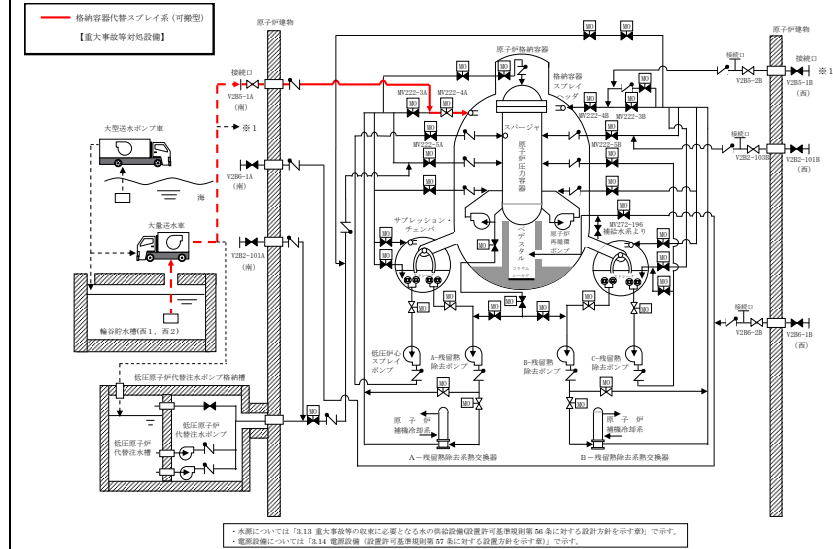 格納容器代替スプレイ系（可搬型）
【重大事故等対処設備】
原子炉建物
原子炉建物
原子炉格納容器
接続口
V2B5-1A
（南）
MV222-3A
MV222-4A
格納容器
スプレイ
ヘッダ
MV222-4B
MV222-3B
接続口
V2B5-2B
V2B5-1B
（西）
※1
※1
大型送水ポンプ車
海
大量送水車
V2B6-1A
（南）
MV222-5A
スパージャ
原子炉圧力容器
MV222-5B
接続口
V2B2-103B
V2B2-101B
（西）
サプレッション・
チェンバ
V2B2-101A
（南）
ペデスタル
原子炉
再循環
ポンプ
MV272-196
補給水系より
輪谷貯水槽(西1，西2)
低圧炉心
スプレイポンプ
A-残留熱
除去ポンプ
B-残留熱
除去ポンプ
C-残留熱
除去ポンプ
接続口
V2B6-2B
V2B6-1B
（西）
低圧原子炉代替注水ポンプ格納槽
低圧原子炉
代替注水ポンプ
低圧原子炉
代替注水槽
原子炉
補機冷却系
原子炉
補機冷却系
A－残留熱除去系熱交換器
B－残留熱除去系熱交換器
・水源については「3.13 重大事故等の収束に必要となる水の供給設備(設置許可基準規則第56条に対する設計方針を示す章)」で示す。
・電源設備については「3.14 電源設備（設置許可基準規則第57条に対する設計方針を示す章）」で示す。